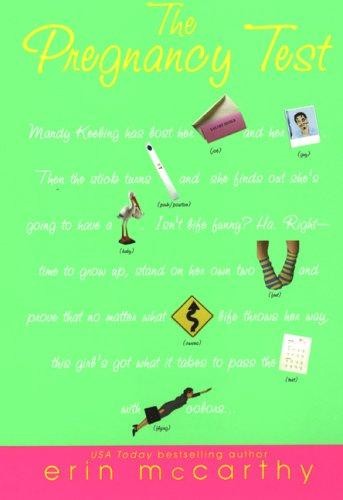 The
Pregnancy Test
Mandy Keeling has lost her and her .
(job) (guy)
Then the stick turns and she finds out she's
(pink/positive)
going to have a . Isn't life funny? Ha. Right—
(baby)
time to grow up, stand on her own two and
(feet)
prove that no matter what life throws her way,
(curves)
this girl's got what it takes to pass the
(test)
with colors...
(flying)
USA Today bestselling author
erin mccarthy